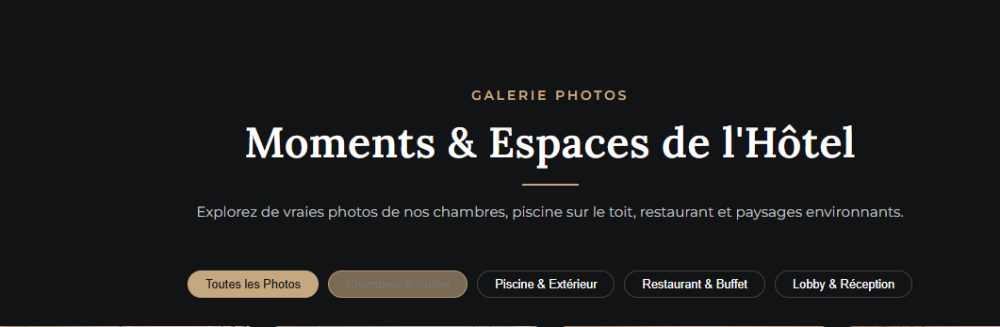 GALERIE PHOTOS
Moments & Espaces de l'Hôtel
Explorez de vraies photos de nos chambres, piscine sur le toit, restaurant et paysages environnants.
Toutes les Photos
Chambres & Suites
Piscine & Extérieur
Restaurant & Buffet
Lobby & Réception